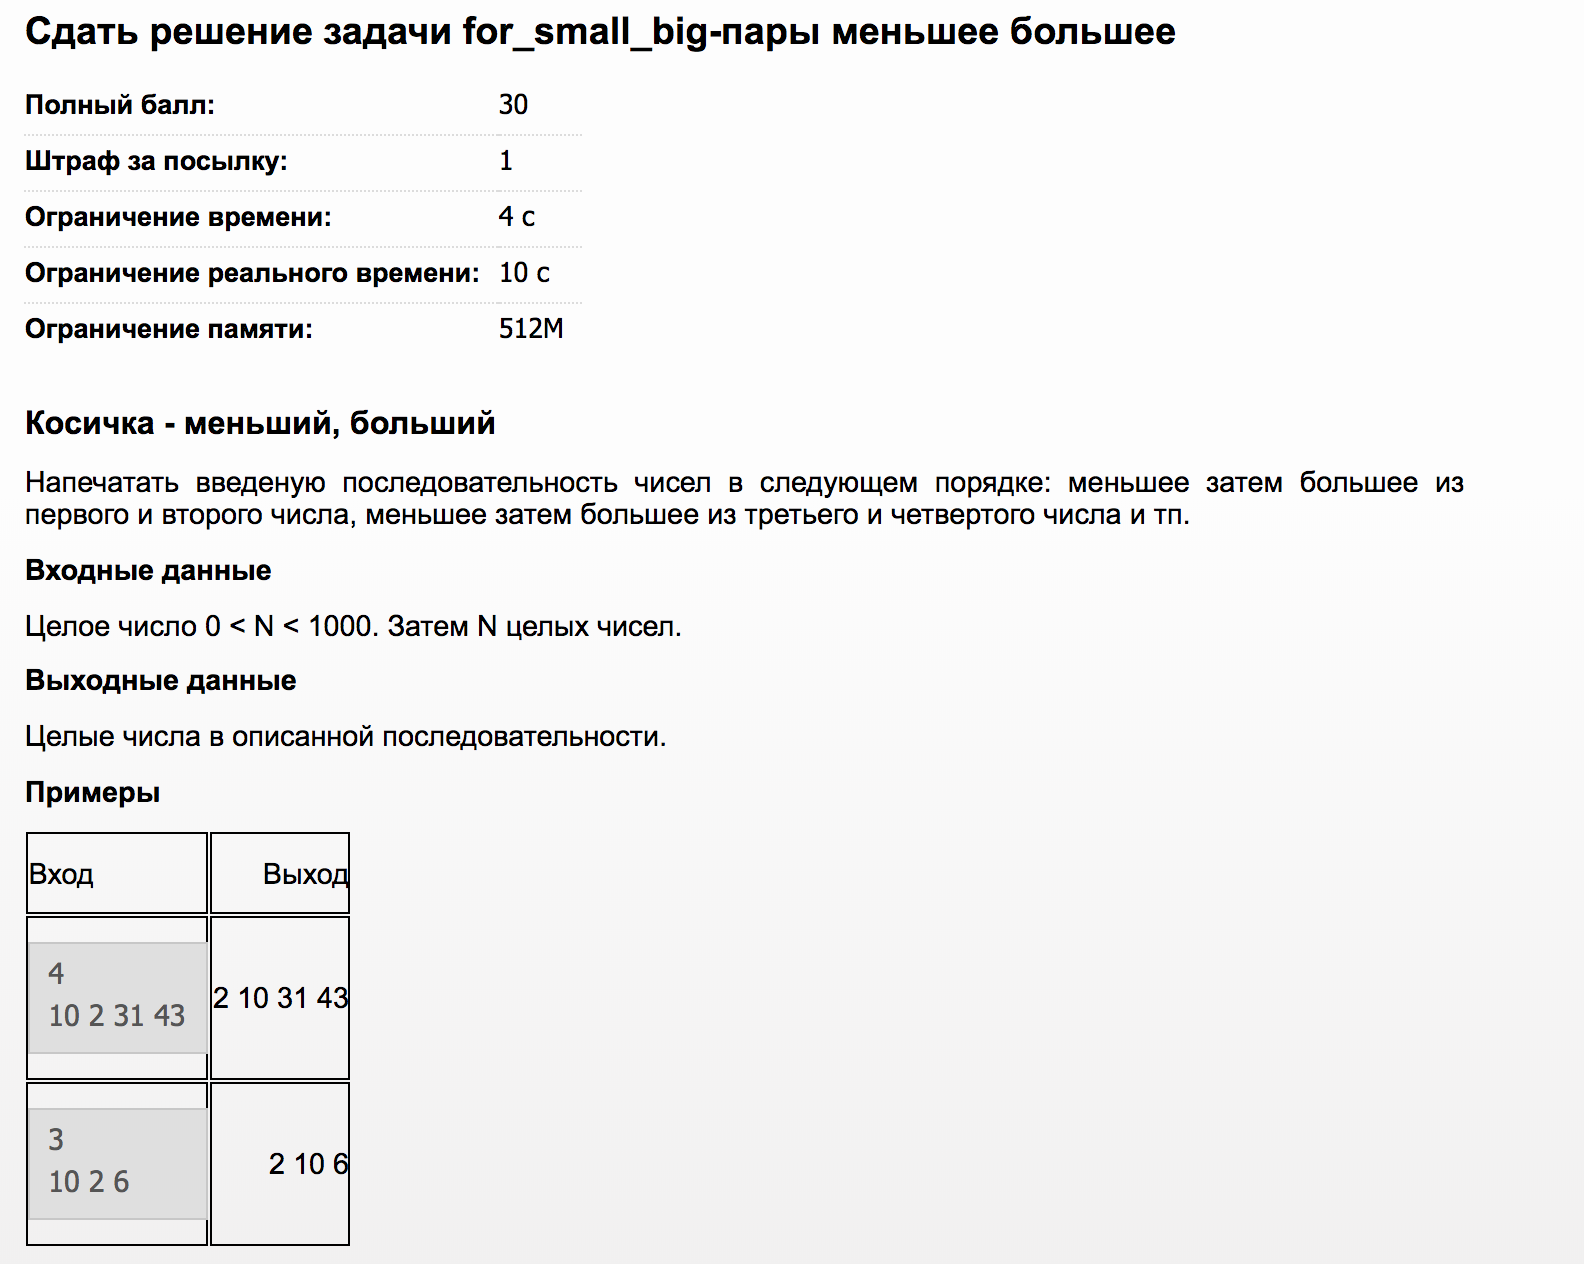 Сдать решение задачи for_small_big-пары меньшее большее
Полный балл: 30
Штраф за посылку: 1
Ограничение времени: 4 с
Ограничение реального времени: 10 с
Ограничение памяти: 512M
Косичка - меньший, больший
Напечатать введеную последовательность чисел в следующем порядке: меньшее затем большее из
первого и второго числа, меньшее затем большее из третьего и четвертого числа и тп.
Входные данные
Целое число 0 < N < 1000. Затем N целых чисел.
Выходные данные
Целые числа в описанной последовательности.
Примеры
Вход Выход
4
10 2 31 43
2 10 31 43
3
10 2 6
2 10 6